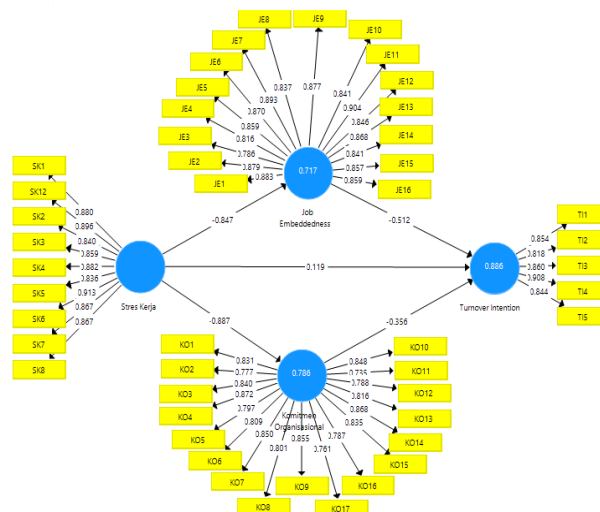 JE8
JE9
JE7
JE10
JE6
JE11
JE5
JE12
JE4
JE13
JE3
JE14
JE2
JE15
JE1
JE16
0.837
0.877
0.893
0.841
0.870
0.904
0.859
0.846
0.816
0.868
0.786
0.841
0.879
0.857
0.883
0.859
0.717
Job
Embeddedness
SK1
SK12
SK2
SK3
SK4
SK5
SK6
SK7
SK8
0.880
0.896
0.840
0.859
0.882
0.836
0.913
0.867
0.867
Stres Kerja
-0.847
-0.512
0.119
-0.887
-0.356
0.886
Turnover Intention
TI1
TI2
TI3
TI4
TI5
0.854
0.818
0.860
0.908
0.844
0.786
Komitmen
Organisasional
KO1
KO2
KO3
KO4
KO5
KO6
KO7
KO8
KO9
KO17
KO16
KO15
KO14
KO13
KO12
KO11
KO10
0.831
0.777
0.840
0.872
0.797
0.809
0.850
0.801
0.855
0.761
0.787
0.835
0.868
0.816
0.788
0.735
0.848